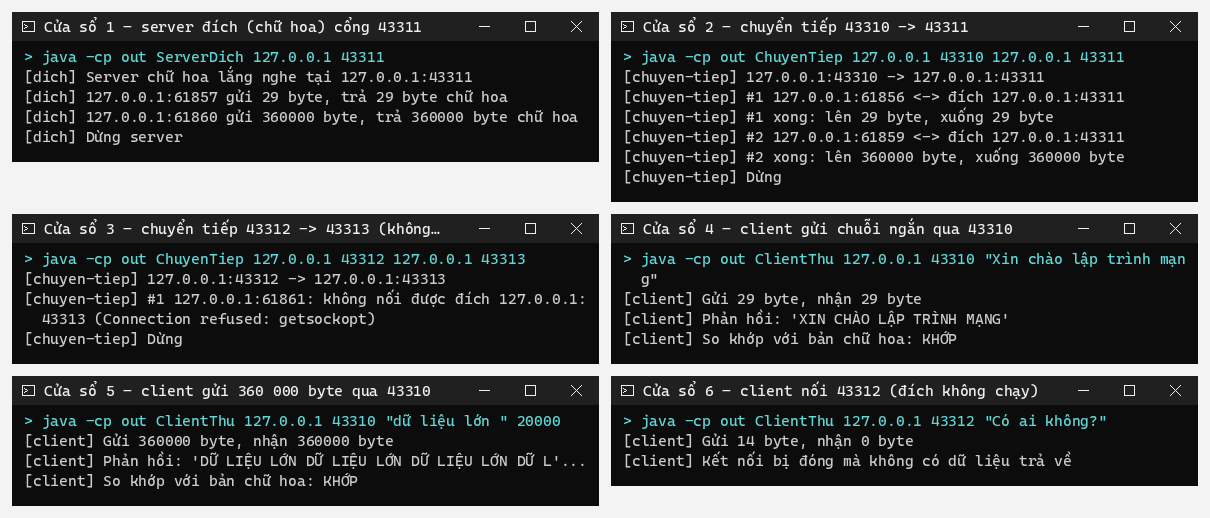 Cửa sổ 1 — server đích (chữ hoa) cổng 43311
> java -cp out ServerDich 127.0.0.1 43311
[dich] Server chữ hoa lắng nghe tại 127.0.0.1:43311
[dich] 127.0.0.1:61857 gửi 29 byte, trả 29 byte chữ hoa
[dich] 127.0.0.1:61860 gửi 360000 byte, trả 360000 byte chữ hoa
[dich] Dừng server
Cửa sổ 2 — chuyển tiếp 43310 -> 43311
> java -cp out ChuyenTiep 127.0.0.1 43310 127.0.0.1 43311
[chuyen-tiep] 127.0.0.1:43310 -> 127.0.0.1:43311
[chuyen-tiep] #1 127.0.0.1:61856 <-> đích 127.0.0.1:43311
[chuyen-tiep] #1 xong: lên 29 byte, xuống 29 byte
[chuyen-tiep] #2 127.0.0.1:61859 <-> đích 127.0.0.1:43311
[chuyen-tiep] #2 xong: lên 360000 byte, xuống 360000 byte
[chuyen-tiep] Dừng
Cửa sổ 3 — chuyển tiếp 43312 -> 43313 (không…
> java -cp out ChuyenTiep 127.0.0.1 43312 127.0.0.1 43313
[chuyen-tiep] 127.0.0.1:43312 -> 127.0.0.1:43313
[chuyen-tiep] #1 127.0.0.1:61861: không nối được đích 127.0.0.1:
43313 (Connection refused: getsockopt)
[chuyen-tiep] Dừng
Cửa sổ 4 — client gửi chuỗi ngắn qua 43310
> java -cp out ClientThu 127.0.0.1 43310 "Xin chào lập trình mạn
g"
[client] Gửi 29 byte, nhận 29 byte
[client] Phản hồi: 'XIN CHÀO LẬP TRÌNH MẠNG'
[client] So khớp với bản chữ hoa: KHỚP
Cửa sổ 5 — client gửi 360 000 byte qua 43310
> java -cp out ClientThu 127.0.0.1 43310 "dữ liệu lớn " 20000
[client] Gửi 360000 byte, nhận 360000 byte
[client] Phản hồi: 'DỮ LIỆU LỚN DỮ LIỆU LỚN DỮ LIỆU LỚN DỮ L'...
[client] So khớp với bản chữ hoa: KHỚP
Cửa sổ 6 — client nối 43312 (đích không chạy)
> java -cp out ClientThu 127.0.0.1 43312 "Có ai không?"
[client] Gửi 14 byte, nhận 0 byte
[client] Kết nối bị đóng mà không có dữ liệu trả về